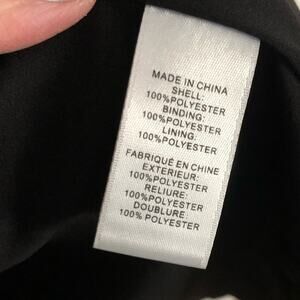 MADE IN CHINA
SHELL:
100%POLYESTER
BINDING:
100%POLYESTER
LINING:
100%POLYESTER
FABRIQUÉ EN CHINE
EXTERIEUR:
100%POLYESTER
RELIURE:
100%POLYESTER
DOUBLURE:
100% POLYESTER